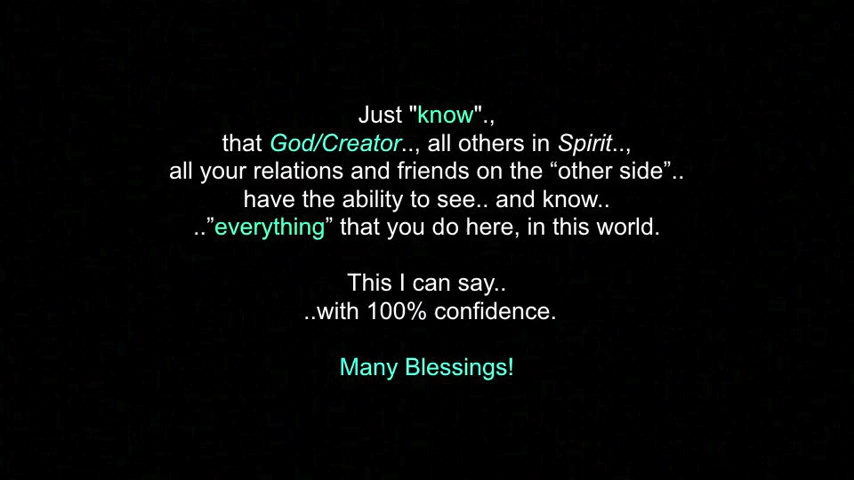 Just "know".,
that God/Creator.., all others in Spirit..,
all your relations and friends on the “other side”..
have the ability to see.. and know..
..”everything” that you do here, in this world.
This I can say..
..with 100% confidence.
Many Blessings!